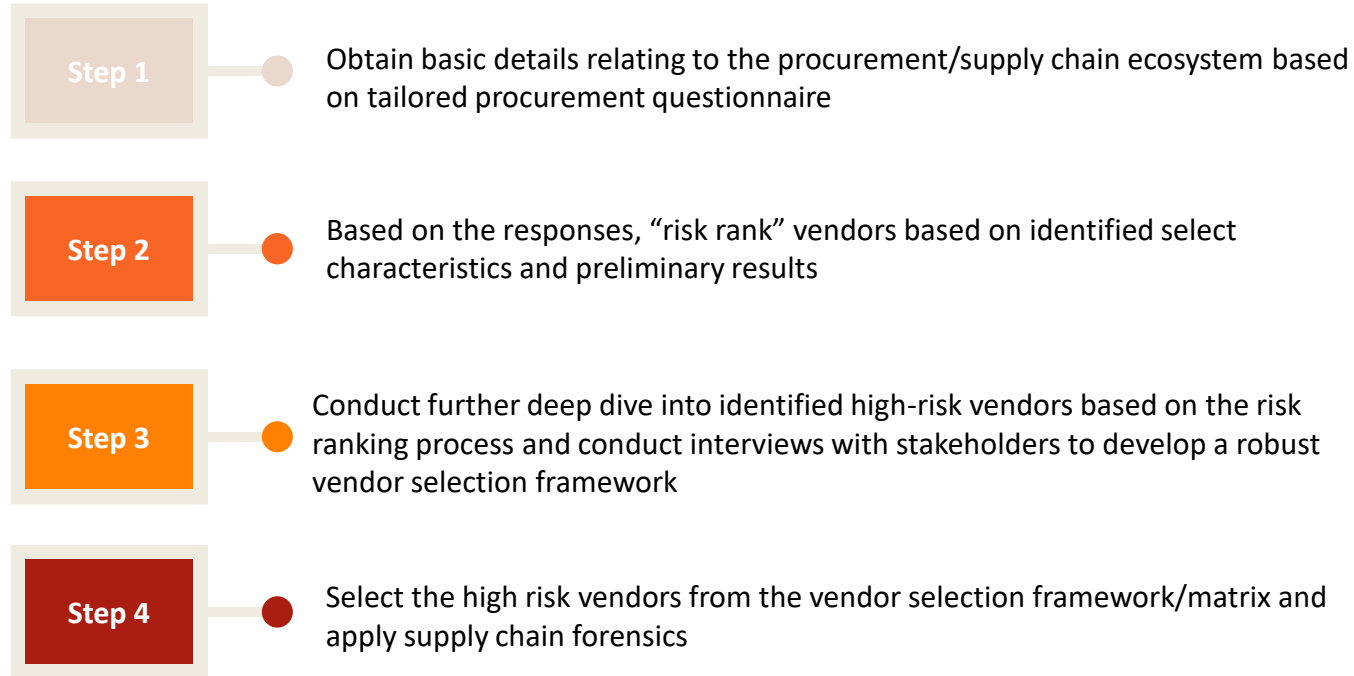 Step 1
Obtain basic details relating to the procurement/supply chain ecosystem based
on tailored procurement questionnaire
Step 2
Based on the responses, “risk rank” vendors based on identified select
characteristics and preliminary results
Step 3
Conduct further deep dive into identified high-risk vendors based on the risk
ranking process and conduct interviews with stakeholders to develop a robust
vendor selection framework
Step 4
Select the high risk vendors from the vendor selection framework/matrix and
apply supply chain forensics